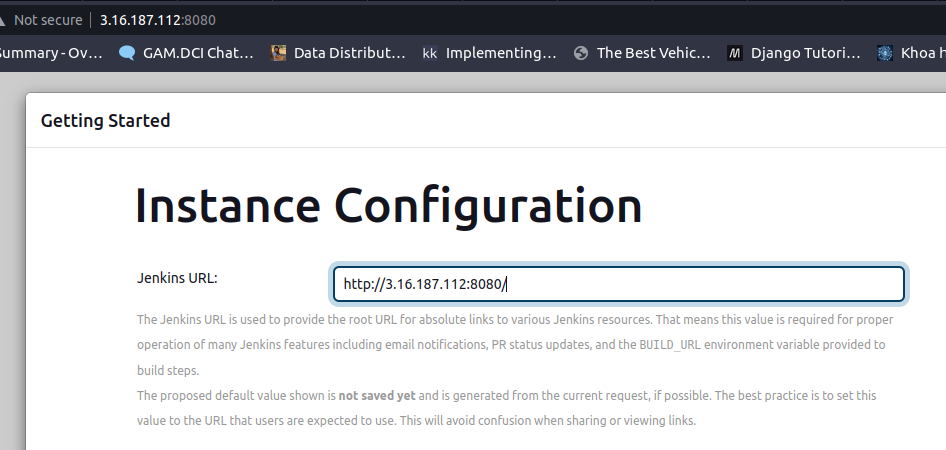 Not secure 3.16.187.112:8080
Summary - Ov... GAM.DCI Chat... Data Distribut... kk Implementing... The Best Vehic... M Django Tutori... Khoa h
Getting Started
Instance Configuration
Jenkins URL: http://3.16.187.112:8080/
The Jenkins URL is used to provide the root URL for absolute links to various Jenkins resources. That means this value is required for proper
operation of many Jenkins features including email notifications, PR status updates, and the BUILD_URL environment variable provided to
build steps.
The proposed default value shown is not saved yet and is generated from the current request, if possible. The best practice is to set this
value to the URL that users are expected to use. This will avoid confusion when sharing or viewing links.